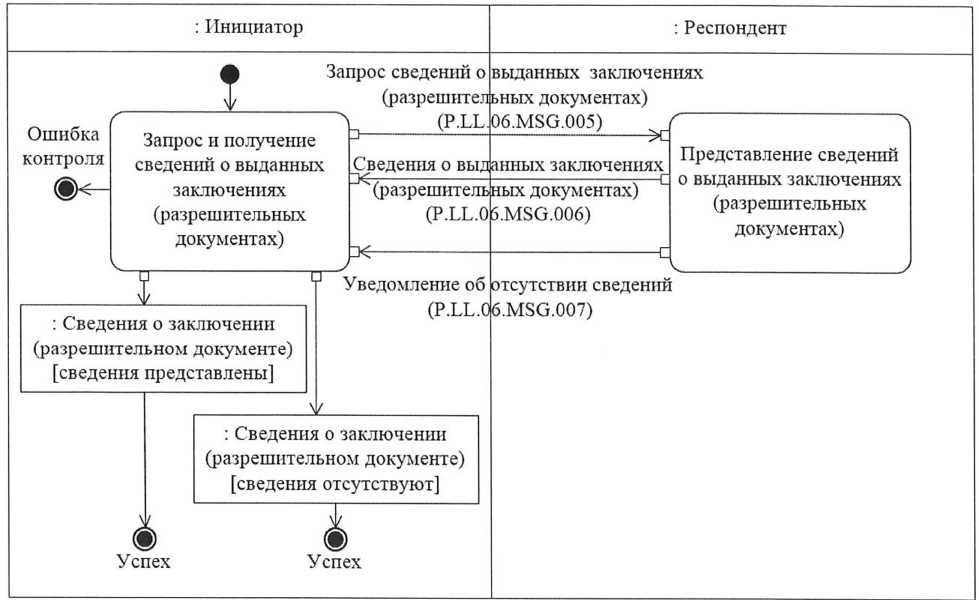 : Инициатор
: Респондент
Запрос сведений о выданных заключениях
(разрешительных документах)
(P.LL.06.MSG.005)
Ошибка
контроля
Запрос и получение
сведений о выданных
заключениях
(разрешительных
документах)
Сведения о выданных заключениях
(разрешительных документах)
(P.LL.06.MSG.006)
Представление сведений
о выданных заключениях
(разрешительных
документах)
Уведомление об отсутствии сведений
(P.LL.06.MSG.007)
: Сведения о заключении
(разрешительном документе)
[сведения представлены]
: Сведения о заключении
(разрешительном документе)
[сведения отсутствуют]
Успех
Успех